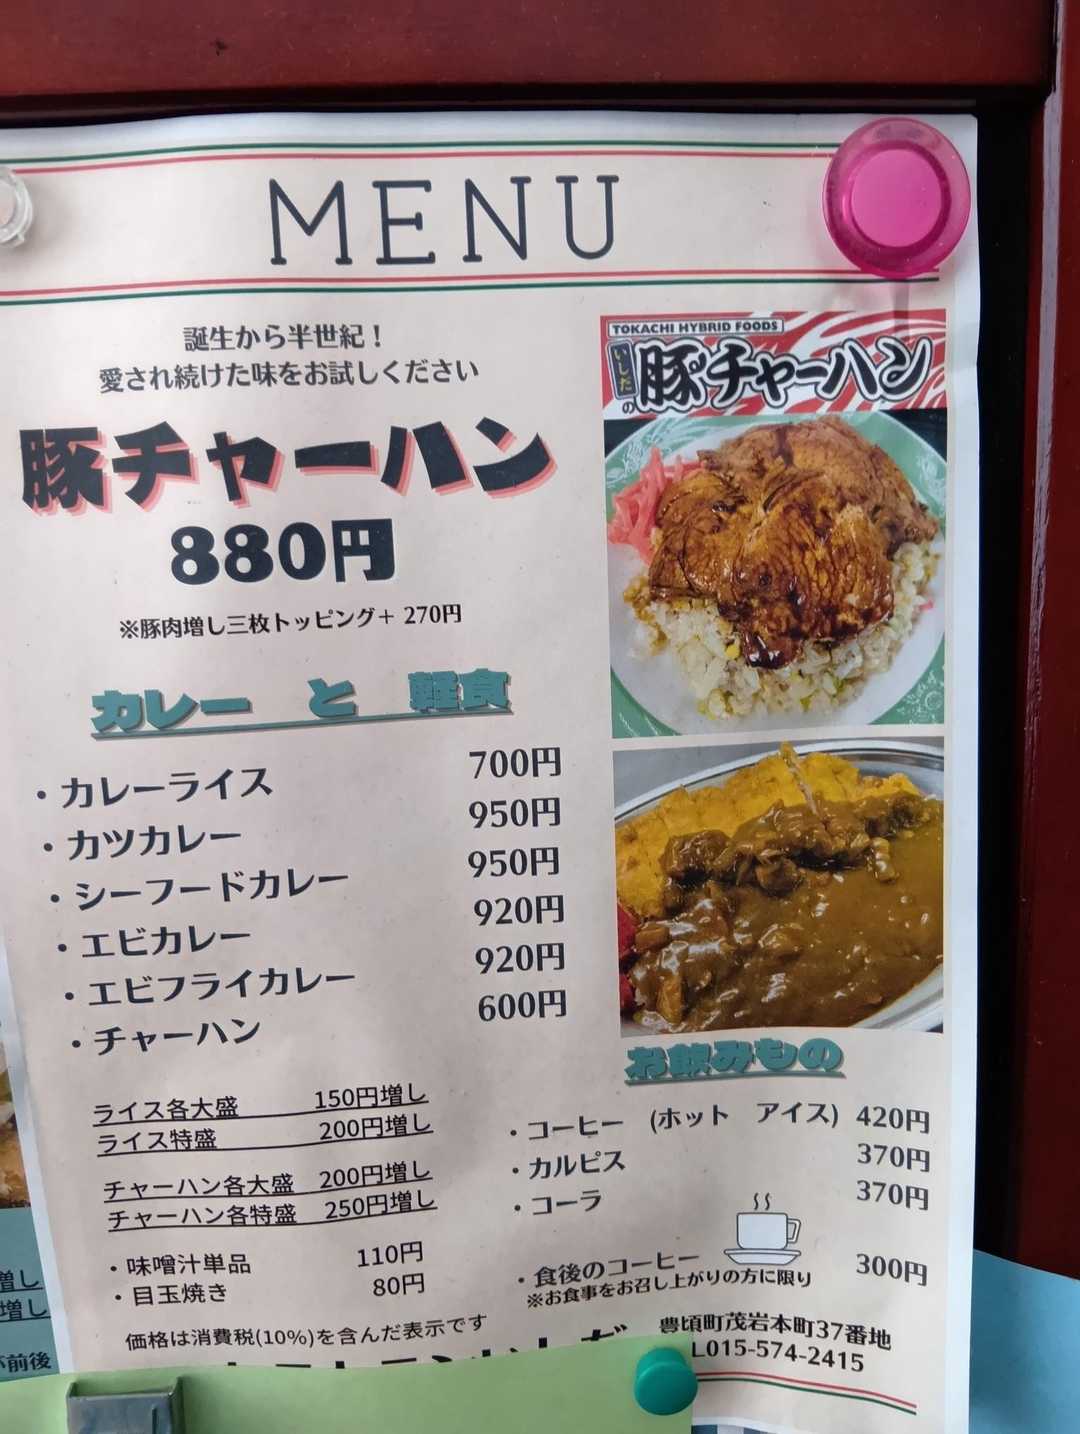 MENU
誕生から半世紀！
愛され続けた味をお試しください
豚チャーハン
880円
※豚肉増し三枚トッピング＋ 270円
TOKACHI HYBRID FOODS
いしだの
豚チャーハン
カレー と 軽食
・カレーライス 700円
・カツカレー 950円
・シーフードカレー 950円
・エビカレー 920円
・エビフライカレー 920円
・チャーハン 600円
ライス各大盛 150円増し
ライス特盛 200円増し
チャーハン各大盛 200円増し
チャーハン各特盛 250円増し
・味噌汁単品 110円
・目玉焼き 80円
価格は消費税(10%)を含んだ表示です
お飲みもの
・コーヒー (ホット アイス) 420円
・カルピス 370円
・コーラ 370円
・食後のコーヒー 300円
※お食事をお召し上がりの方に限り
豊頃町茂岩本町37番地
L015-574-2415
増し
増し
前後